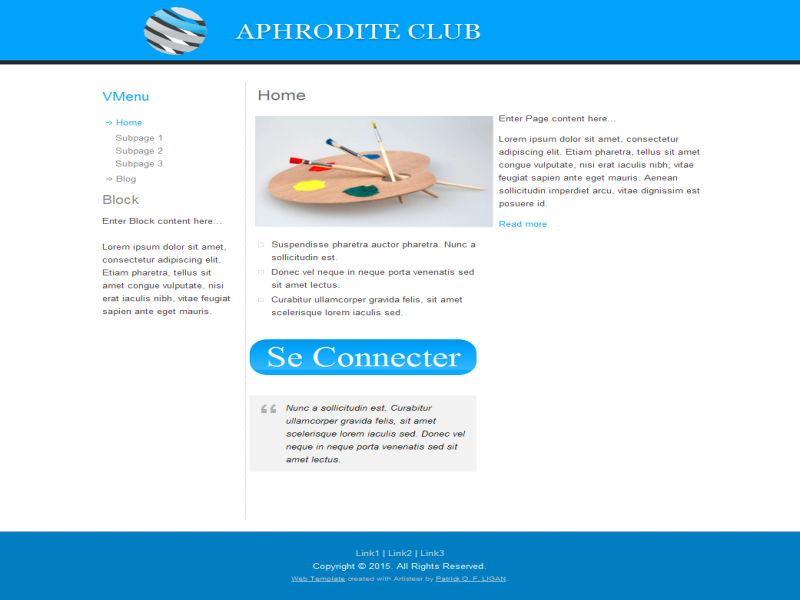 APHRODITE CLUB
VMenu
Home
Subpage 1
Subpage 2
Subpage 3
Blog
Block
Enter Block content here...
Lorem ipsum dolor sit amet,
consectetur adipiscing elit.
Etiam pharetra, tellus sit
amet congue vulputate, nisi
erat iaculis nibh, vitae feugiat
sapien ante eget mauris.
Home
Suspendisse pharetra auctor pharetra. Nunc a
sollicitudin est.
Donec vel neque in neque porta venenatis sed
sit amet lectus.
Curabitur ullamcorper gravida felis, sit amet
scelerisque lorem iaculis sed.
Se Connecter
Nunc a sollicitudin est. Curabitur
ullamcorper gravida felis, sit amet
scelerisque lorem iaculis sed. Donec vel
neque in neque porta venenatis sed sit
amet lectus.
Enter Page content here...
Lorem ipsum dolor sit amet, consectetur
adipiscing elit. Etiam pharetra, tellus sit amet
congue vulputate, nisi erat iaculis nibh, vitae
feugiat sapien ante eget mauris. Aenean
sollicitudin imperdiet arcu, vitae dignissim est
posuere id.
Read more
Link1 | Link2 | Link3
Copyright © 2015. All Rights Reserved.
Web Template created with Artisteer by Patrick O. F. LIGAN.